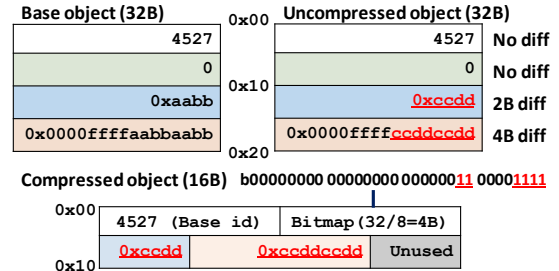 Base object (32B) 0x00 Uncompressed object (32B)
4527 4527 No diff
0 0 No diff
0x10
0xaabb 0xccdd 2B diff
0x0000ffffaabbaabb 0x0000ffffccddccdd 4B diff
0x20
Compressed object (16B) b00000000 00000000 00000011 00001111
0x00
4527 (Base id) Bitmap(32/8=4B)
0xccdd 0xccddccdd Unused
0x10